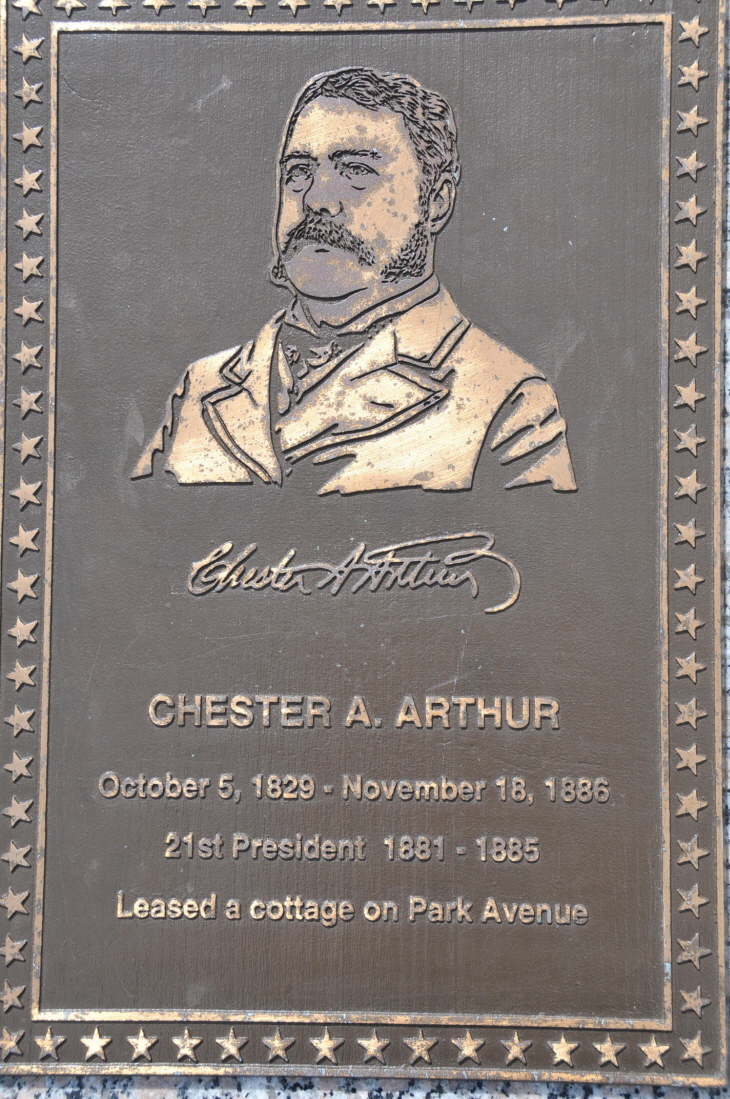 Chester A Arthur
CHESTER A. ARTHUR
October 5, 1829 - November 18, 1886
21st President 1881 - 1885
Leased a cottage on Park Avenue